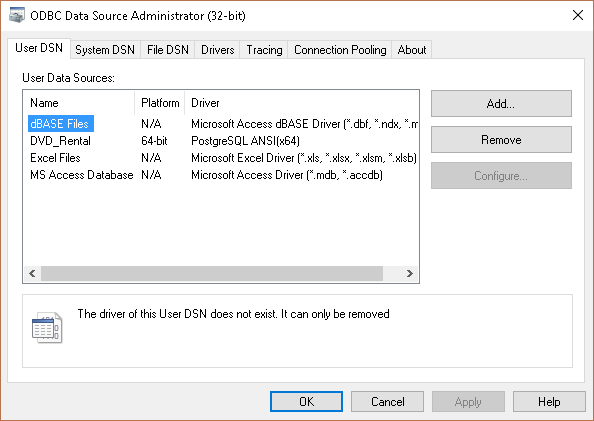 ODBC Data Source Administrator (32-bit)
User DSN System DSN File DSN Drivers Tracing Connection Pooling About
User Data Sources:
Name Platform Driver
dBASE Files N/A Microsoft Access dBASE Driver (*.dbf, *.ndx, *.m
DVD_Rental 64-bit PostgreSQL ANSI(x64)
Excel Files N/A Microsoft Excel Driver (*.xls, *.xlsx, *.xlsm, *.xlsb)
MS Access Database N/A Microsoft Access Driver (*.mdb, *.accdb)
Add...
Remove
Configure...
The driver of this User DSN does not exist. It can only be removed
OK Cancel Apply Help